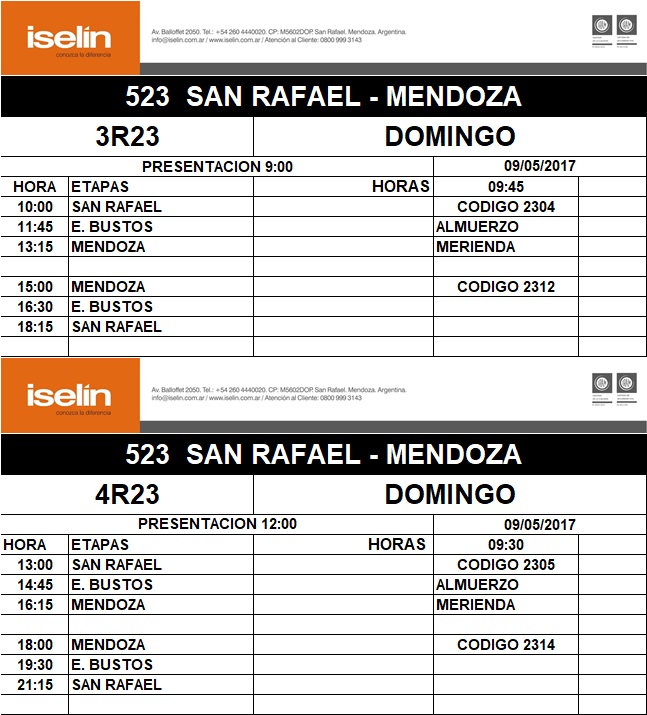 iselín
conozca la diferencia
Av. Balloffet 2050. Tel.: +54 260 4440020. CP: M5602DOP. San Rafael. Mendoza. Argentina.
info@iselin.com.ar / www.iselin.com.ar / Atención al Cliente: 0800 999 3143
523 SAN RAFAEL - MENDOZA
3R23 DOMINGO
PRESENTACION 9:00 09/05/2017
HORA ETAPAS HORAS 09:45
10:00 SAN RAFAEL CODIGO 2304
11:45 E. BUSTOS ALMUERZO
13:15 MENDOZA MERIENDA
15:00 MENDOZA CODIGO 2312
16:30 E. BUSTOS
18:15 SAN RAFAEL
iselín
conozca la diferencia
Av. Balloffet 2050. Tel.: +54 260 4440020. CP: M5602DOP. San Rafael. Mendoza. Argentina.
info@iselin.com.ar / www.iselin.com.ar / Atención al Cliente: 0800 999 3143
523 SAN RAFAEL - MENDOZA
4R23 DOMINGO
PRESENTACION 12:00 09/05/2017
HORA ETAPAS HORAS 09:30
13:00 SAN RAFAEL CODIGO 2305
14:45 E. BUSTOS ALMUERZO
16:15 MENDOZA MERIENDA
18:00 MENDOZA CODIGO 2314
19:30 E. BUSTOS
21:15 SAN RAFAEL